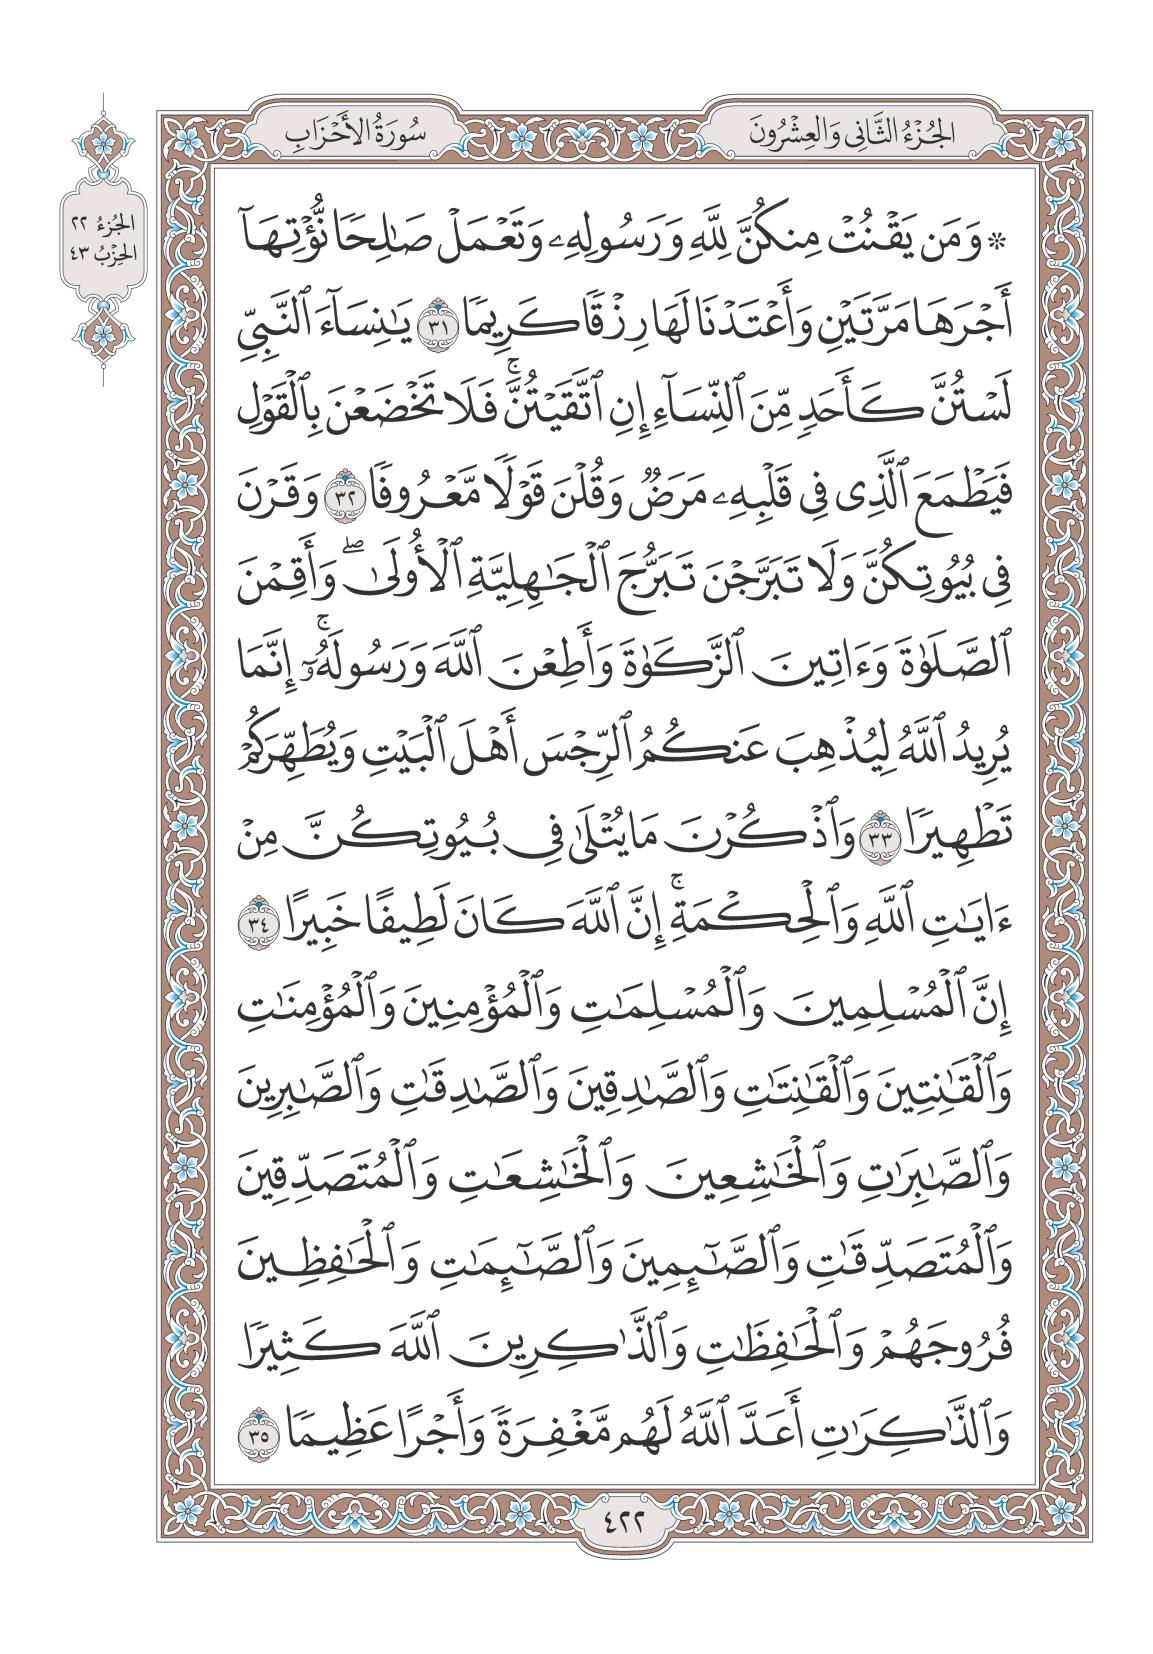 الجُزْءُ الثَّانِي وَالعِشْرُونَ
سُورَةُ الأَحْزَابِ
الجُزءُ ٢٢
الحِزْبُ ٤٣
۞ وَمَن يَقْنُتْ مِنكُنَّ لِلَّهِ وَرَسُولِهِۦ وَتَعْمَلْ صَٰلِحًا نُّؤْتِهَآ
أَجْرَهَا مَرَّتَيْنِ وَأَعْتَدْنَا لَهَا رِزْقًا كَرِيمًا ٣١ يَٰنِسَآءَ ٱلنَّبِيِّ
لَسْتُنَّ كَأَحَدٍ مِّنَ ٱلنِّسَآءِ إِنِ ٱتَّقَيْتُنَّۚ فَلَا تَخْضَعْنَ بِٱلْقَوْلِ
فَيَطْمَعَ ٱلَّذِى فِى قَلْبِهِۦ مَرَضٌ وَقُلْنَ قَوْلًا مَّعْرُوفًا ٣٢ وَقَرْنَ
فِى بُيُوتِكُنَّ وَلَا تَبَرَّجْنَ تَبَرُّجَ ٱلْجَٰهِلِيَّةِ ٱلْأُولَىٰۖ وَأَقِمْنَ
ٱلصَّلَوٰةَ وَءَاتِينَ ٱلزَّكَوٰةَ وَأَطِعْنَ ٱللَّهَ وَرَسُولَهُۥٓۚ إِنَّمَا
يُرِيدُ ٱللَّهُ لِيُذْهِبَ عَنكُمُ ٱلرِّجْسَ أَهْلَ ٱلْبَيْتِ وَيُطَهِّرَكُمْ
تَطْهِيرًا ٣٣ وَٱذْكُرْنَ مَا يُتْلَىٰ فِى بُيُوتِكُنَّ مِنْ
ءَايَٰتِ ٱللَّهِ وَٱلْحِكْمَةِۚ إِنَّ ٱللَّهَ كَانَ لَطِيفًا خَبِيرًا ٣٤
إِنَّ ٱلْمُسْلِمِينَ وَٱلْمُسْلِمَٰتِ وَٱلْمُؤْمِنِينَ وَٱلْمُؤْمِنَٰتِ
وَٱلْقَٰنِتِينَ وَٱلْقَٰنِتَٰتِ وَٱلصَّٰدِقِينَ وَٱلصَّٰدِقَٰتِ وَٱلصَّٰبِرِينَ
وَٱلصَّٰبِرَٰتِ وَٱلْخَٰشِعِينَ وَٱلْخَٰشِعَٰتِ وَٱلْمُتَصَدِّقِينَ
وَٱلْمُتَصَدِّقَٰتِ وَٱلصَّٰٓئِمِينَ وَٱلصَّٰٓئِمَٰتِ وَٱلْحَٰفِظِينَ
فُرُوجَهُمْ وَٱلْحَٰفِظَٰتِ وَٱلذَّٰكِرِينَ ٱللَّهَ كَثِيرًا
وَٱلذَّٰكِرَٰتِ أَعَدَّ ٱللَّهُ لَهُم مَّغْفِرَةً وَأَجْرًا عَظِيمًا ٣٥
٤٢٢